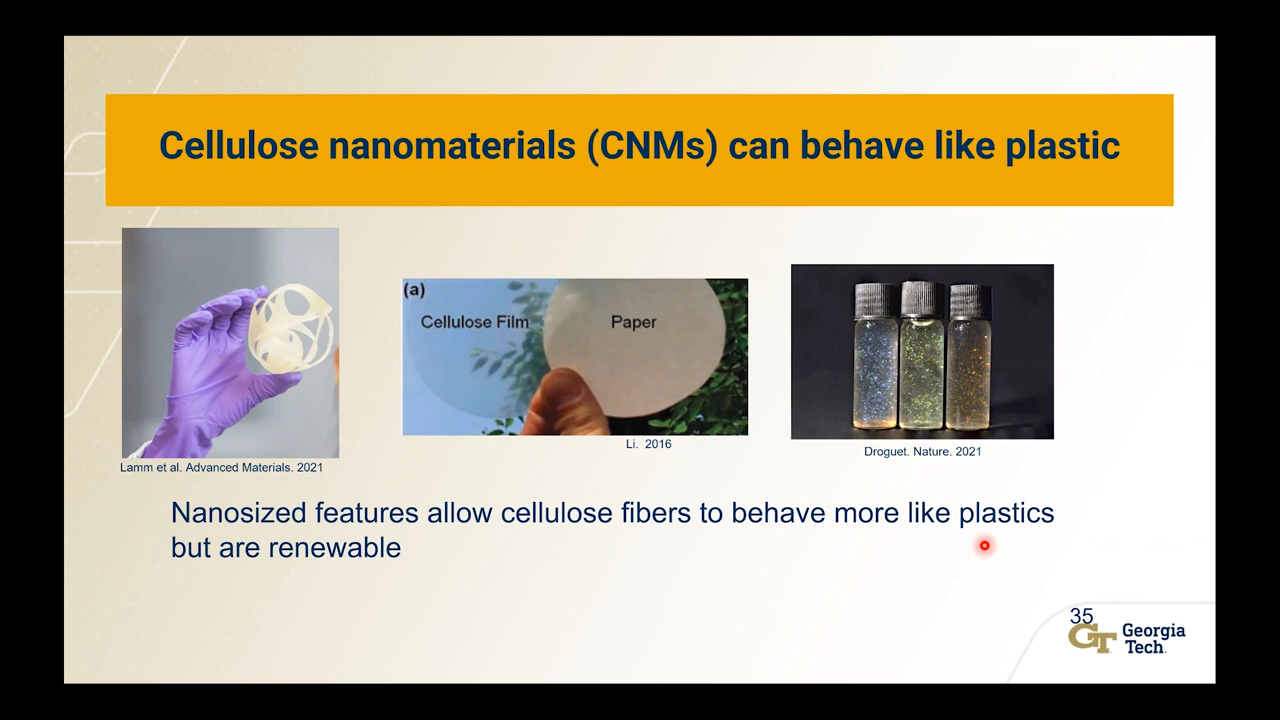 Cellulose nanomaterials (CNMs) can behave like plastic
(a)
Cellulose Film
Paper
Li. 2016
Droguet. Nature. 2021
Lamm et al. Advanced Materials. 2021
Nanosized features allow cellulose fibers to behave more like plastics
but are renewable
35
GT
Georgia
Tech.